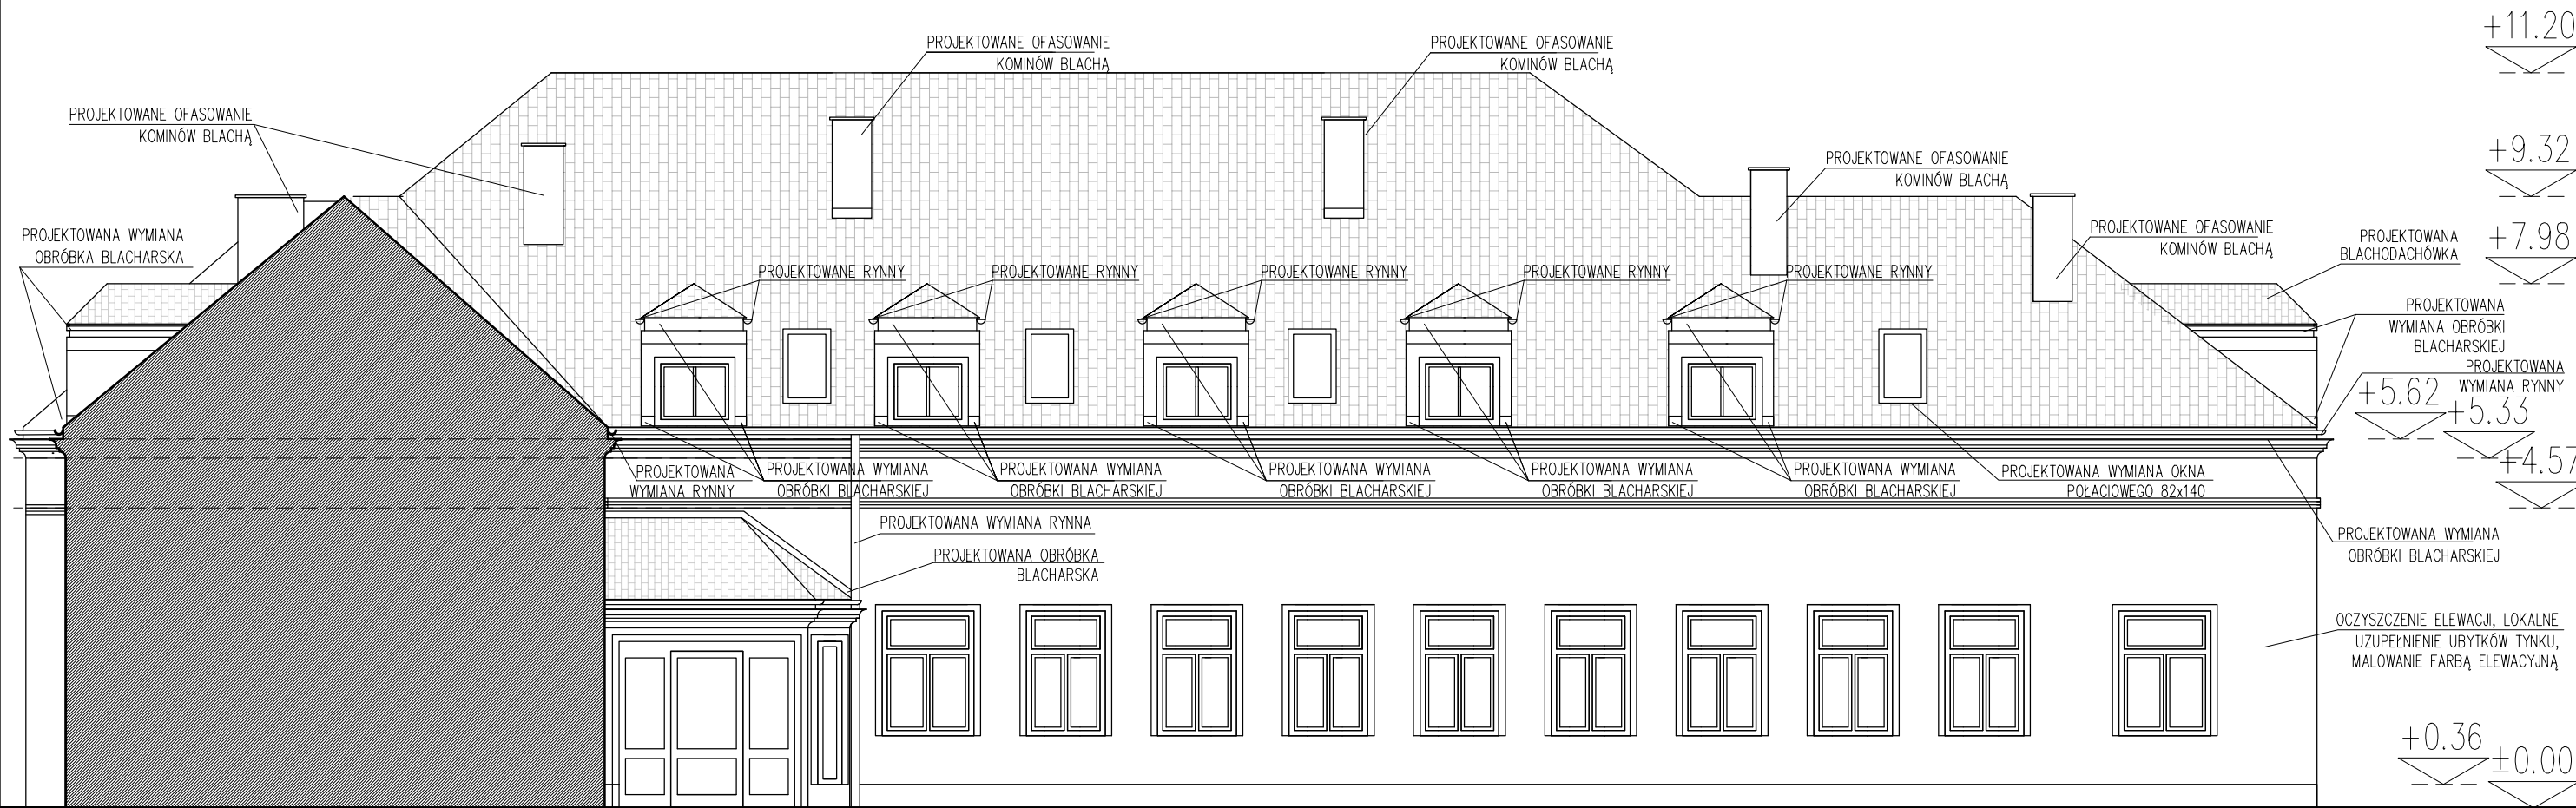 +11.20
PROJEKTOWANE OFASOWANIE
KOMINÓW BLACHĄ
PROJEKTOWANE OFASOWANIE
KOMINÓW BLACHĄ
PROJEKTOWANE OFASOWANIE
KOMINÓW BLACHĄ
+9.32
PROJEKTOWANE OFASOWANIE
KOMINÓW BLACHĄ
PROJEKTOWANA WYMIANA
OBRÓBKA BLACHARSKA
PROJEKTOWANE OFASOWANIE
KOMINÓW BLACHĄ
PROJEKTOWANA
BLACHODACHÓWKA
+7.98
PROJEKTOWANE RYNNY
PROJEKTOWANE RYNNY
PROJEKTOWANE RYNNY
PROJEKTOWANE RYNNY
PROJEKTOWANE RYNNY
PROJEKTOWANA
WYMIANA OBRÓBKI
BLACHARSKIEJ
PROJEKTOWANA
WYMIANA RYNNY
+5.62
+5.33
+4.57
PROJEKTOWANA
WYMIANA RYNNY
PROJEKTOWANA WYMIANA
OBRÓBKI BLACHARSKIEJ
PROJEKTOWANA WYMIANA
OBRÓBKI BLACHARSKIEJ
PROJEKTOWANA WYMIANA
OBRÓBKI BLACHARSKIEJ
PROJEKTOWANA WYMIANA
OBRÓBKI BLACHARSKIEJ
PROJEKTOWANA WYMIANA
OBRÓBKI BLACHARSKIEJ
PROJEKTOWANA WYMIANA OKNA
POŁACIOWEGO 82x140
PROJEKTOWANA WYMIANA RYNNA
PROJEKTOWANA OBRÓBKA
BLACHARSKA
PROJEKTOWANA WYMIANA
OBRÓBKI BLACHARSKIEJ
OCZYSZCZENIE ELEWACJI, LOKALNE
UZUPEŁNIENIE UBYTKÓW TYNKU,
MALOWANIE FARBĄ ELEWACYJNĄ
+0.36
±0.00